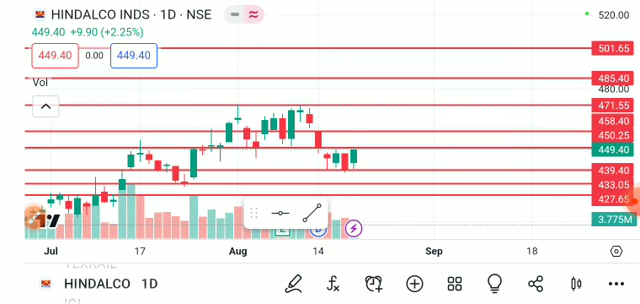 HINDALCO INDS · 1D · NSE
449.40 +9.90 (+2.25%)
449.40 0.00 449.40
Vol
520.00
501.65
485.40
480.00
471.55
458.40
450.25
449.40
439.40
433.05
427.65
3.775M
E D
Jul 17 Aug 14 Sep 18
HINDALCO 1D